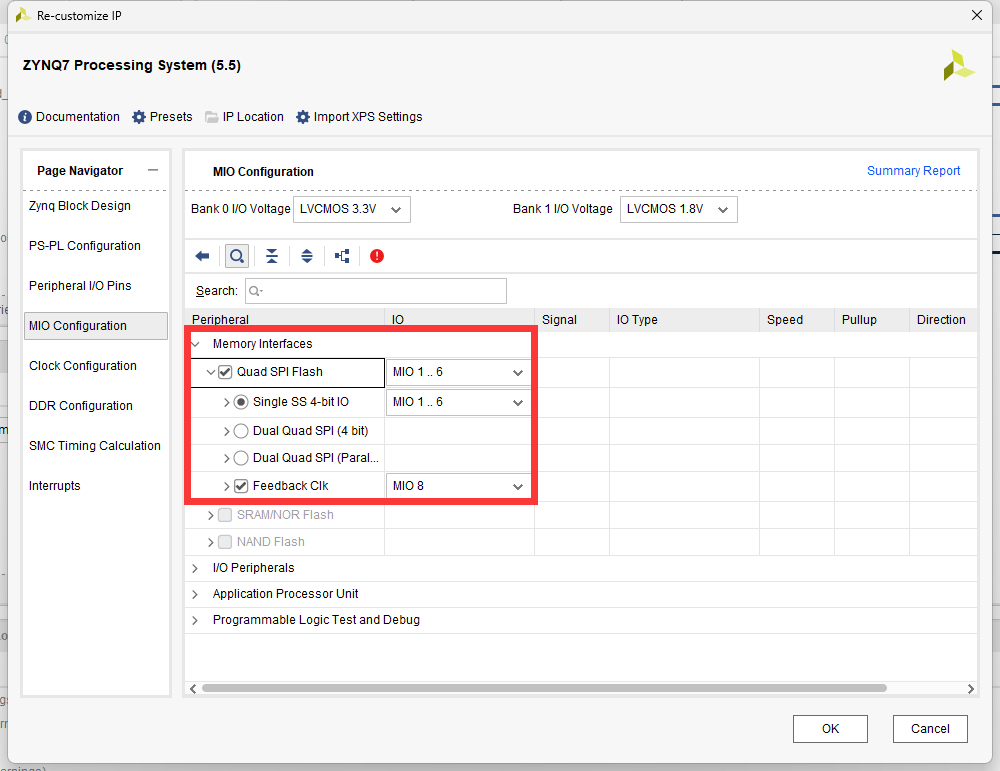 Re-customize IP
ZYNQ7 Processing System (5.5)
Documentation Presets IP Location Import XPS Settings
Page Navigator
Zynq Block Design
PS-PL Configuration
Peripheral I/O Pins
MIO Configuration
Clock Configuration
DDR Configuration
SMC Timing Calculation
Interrupts
MIO Configuration Summary Report
Bank 0 I/O Voltage LVCMOS 3.3V Bank 1 I/O Voltage LVCMOS 1.8V
Search:
Peripheral IO Signal IO Type Speed Pullup Direction
Memory Interfaces
Quad SPI Flash MIO 1 .. 6
Single SS 4-bit IO MIO 1 .. 6
Dual Quad SPI (4 bit)
Dual Quad SPI (Paral...
Feedback Clk MIO 8
SRAM/NOR Flash
NAND Flash
I/O Peripherals
Application Processor Unit
Programmable Logic Test and Debug
OK Cancel